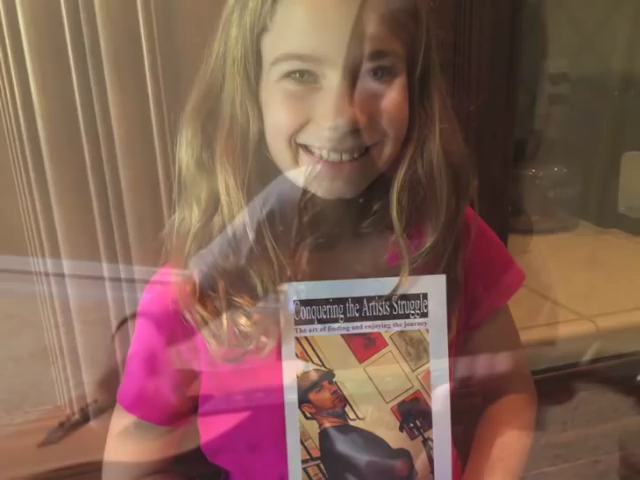 Conquering the Artists Struggle
The art of finding and enjoying the journey